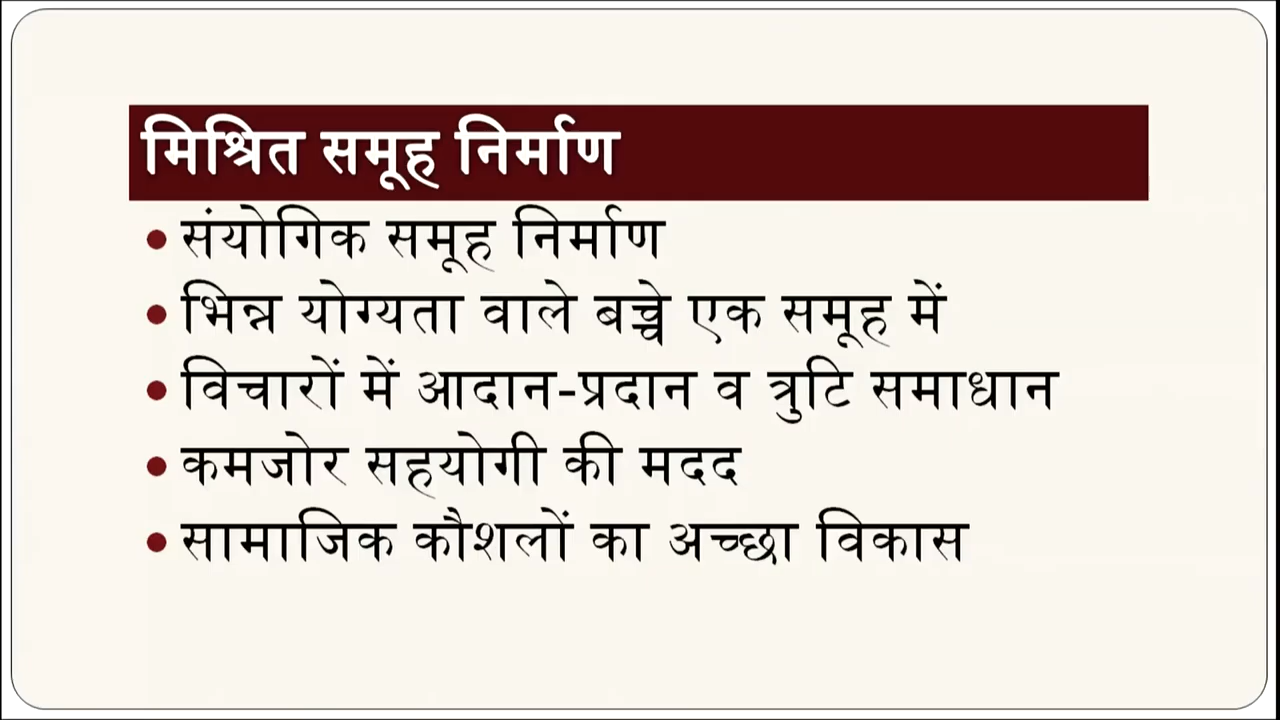 मिश्रित समूह निर्माण
• संयोगिक समूह निर्माण
• भिन्न योग्यता वाले बच्चे एक समूह में
• विचारों में आदान-प्रदान व त्रुटि समाधान
• कमजोर सहयोगी की मदद
• सामाजिक कौशलों का अच्छा विकास